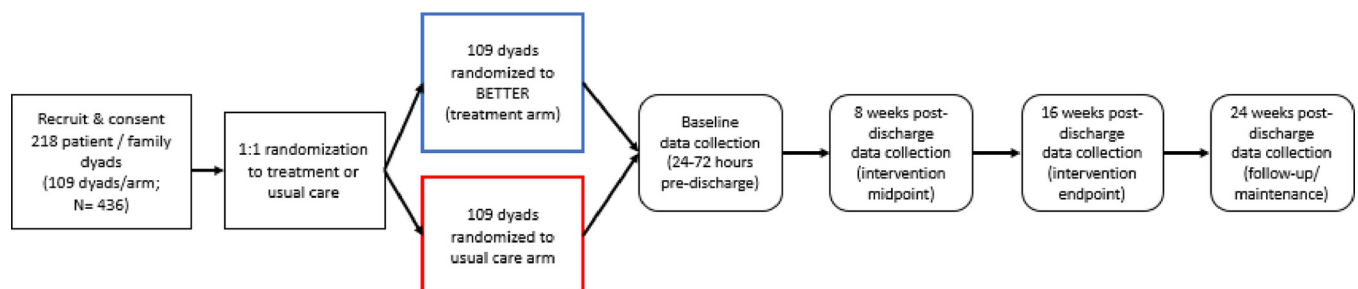 Recruit & consent
218 patient / family
dyads
(109 dyads/arm;
N= 436)
1:1 randomization
to treatment or
usual care
109 dyads
randomized to
BETTER
(treatment arm)
109 dyads
randomized to
usual care arm
Baseline
data collection
(24-72 hours
pre-discharge)
8 weeks post-
discharge
data collection
(intervention
midpoint)
16 weeks post-
discharge
data collection
(intervention
endpoint)
24 weeks post-
discharge
data collection
(follow-up/
maintenance)